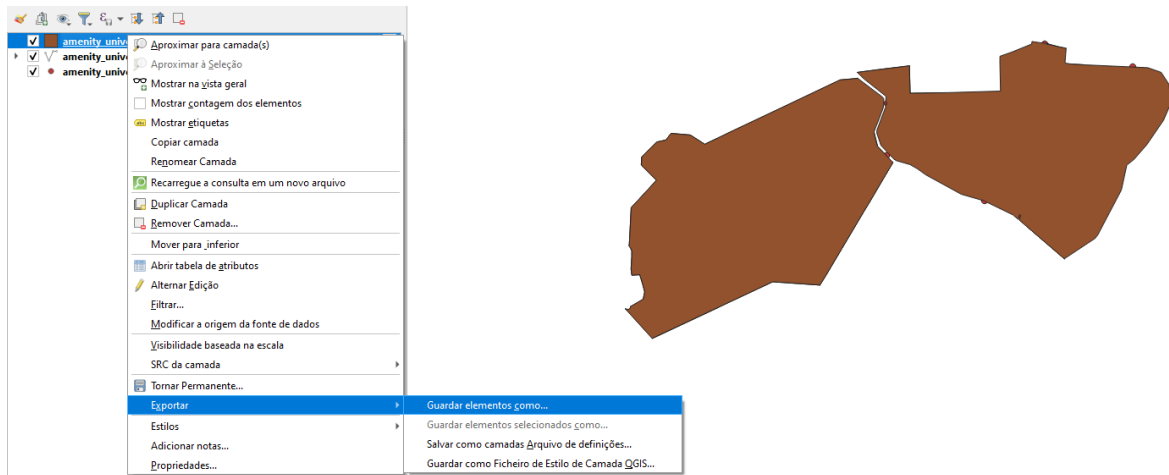 amenity_univ
amenity_unive
amenity_unive
Aproximar para camada(s)
Aproximar à Seleção
Mostrar na vista geral
Mostrar contagem dos elementos
abc Mostrar etiquetas
Copiar camada
Renomear Camada
Recarregue a consulta em um novo arquivo
Duplicar Camada
Remover Camada...
Mover para _inferior
Abrir tabela de atributos
Alternar Edição
Filtrar...
Modificar a origem da fonte de dados
Visibilidade baseada na escala
SRC da camada
Tornar Permanente...
Exportar
Estilos
Adicionar notas...
Propriedades...
Guardar elementos como...
Guardar elementos selecionados como...
Salvar como camadas Arquivo de definições...
Guardar como Ficheiro de Estilo de Camada QGIS...